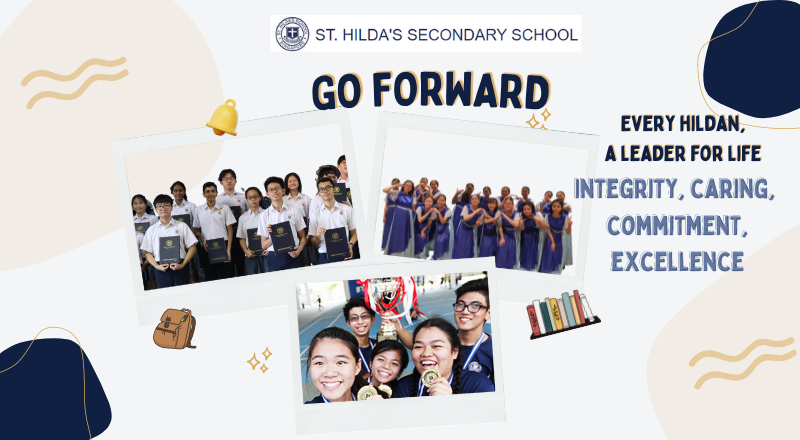 ST. HILDA'S SECONDARY SCHOOL
GO FORWARD
EVERY HILDAN,
A LEADER FOR LIFE
INTEGRITY, CARING,
COMMITMENT,
EXCELLENCE